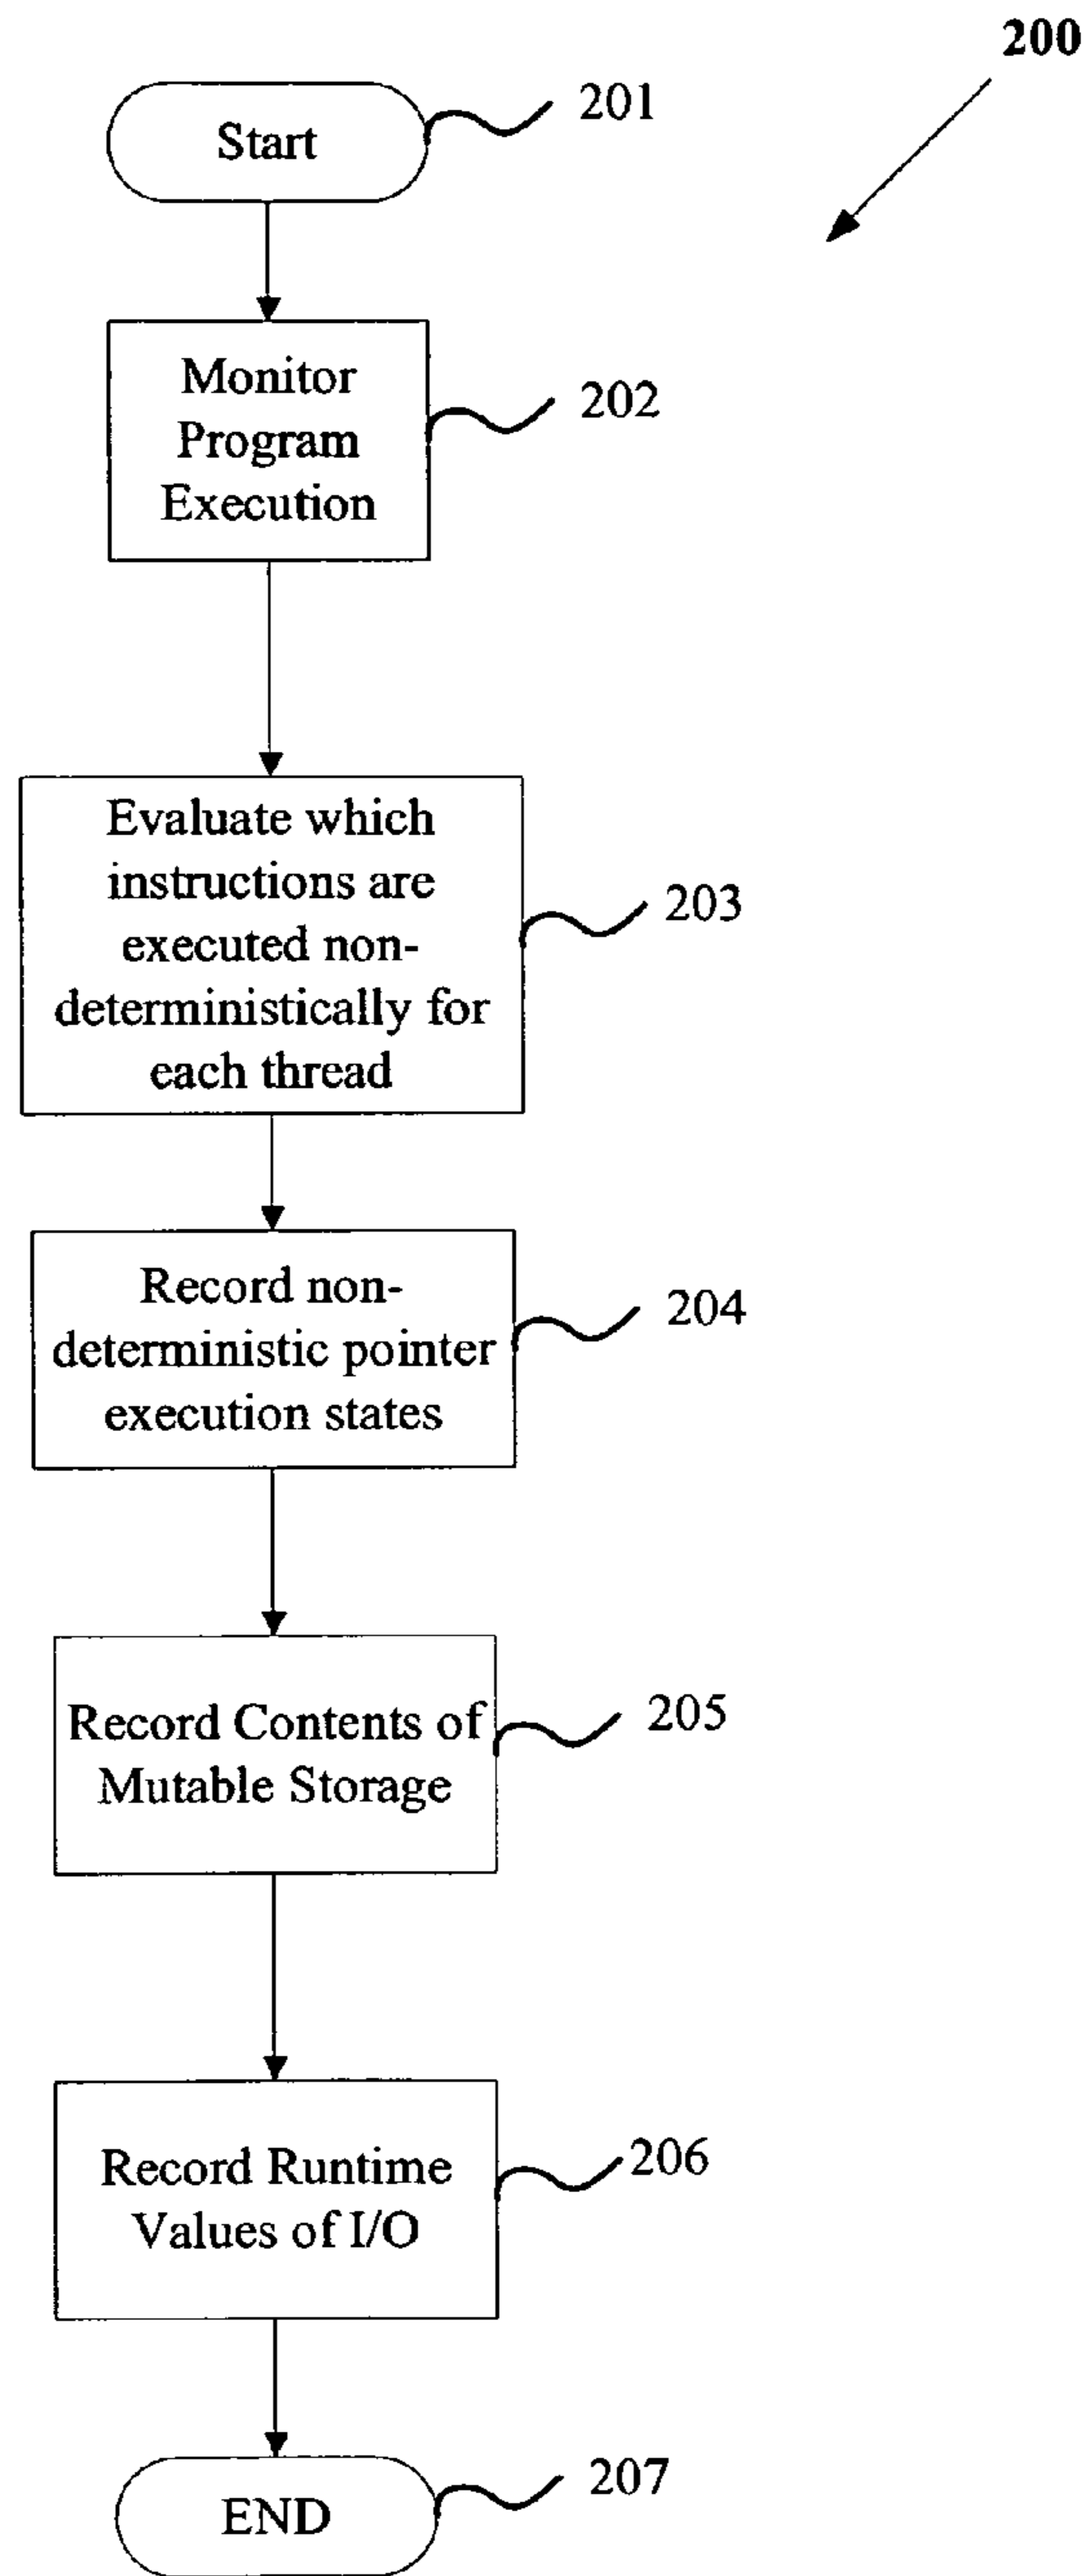 200
Start
201
Monitor
Program
Execution
202
Evaluate which
instructions are
executed non-
deterministically for
each thread
203
Record non-
deterministic pointer
execution states
204
Record Contents of
Mutable Storage
205
Record Runtime
Values of I/O
206
END
207